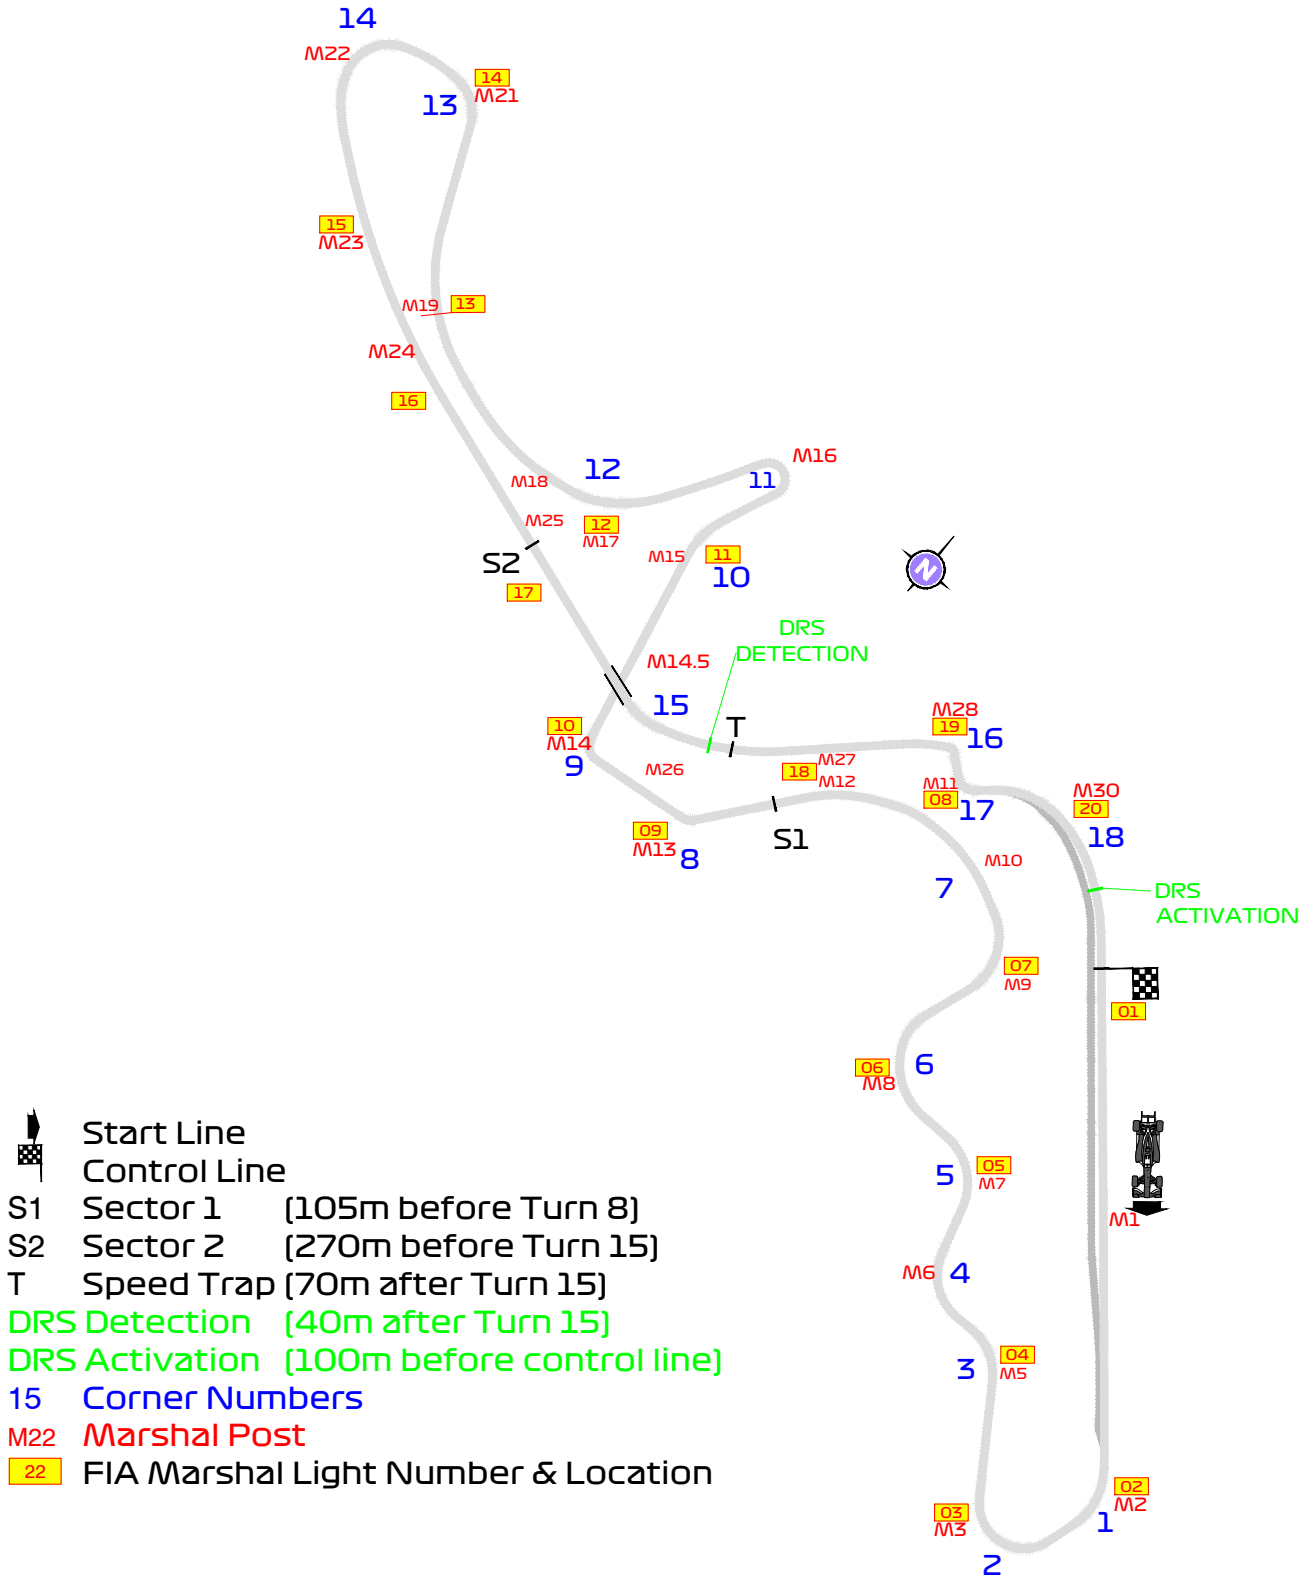 14
M22
14
M21
13
15
M23
M19
13
M24
16
12
M16
11
M18
M25
12
M17
S2
M15
11
10
N
17
DRS
DETECTION
M14.5
15
T
M28
19
16
10
M14
9
M26
M27
18
M12
M11
08
17
M30
20
18
09
M13
8
S1
M10
7
DRS
ACTIVATION
07
M9
01
6
06
M8
5
05
M7
M1
M6
4
3
04
M5
02
M2
03
M3
1
2
Start Line
Control Line
S1 Sector 1 (105m before Turn 8)
S2 Sector 2 (270m before Turn 15)
T Speed Trap (70m after Turn 15)
DRS Detection (40m after Turn 15)
DRS Activation (100m before control line)
15 Corner Numbers
M22 Marshal Post
22 FIA Marshal Light Number & Location